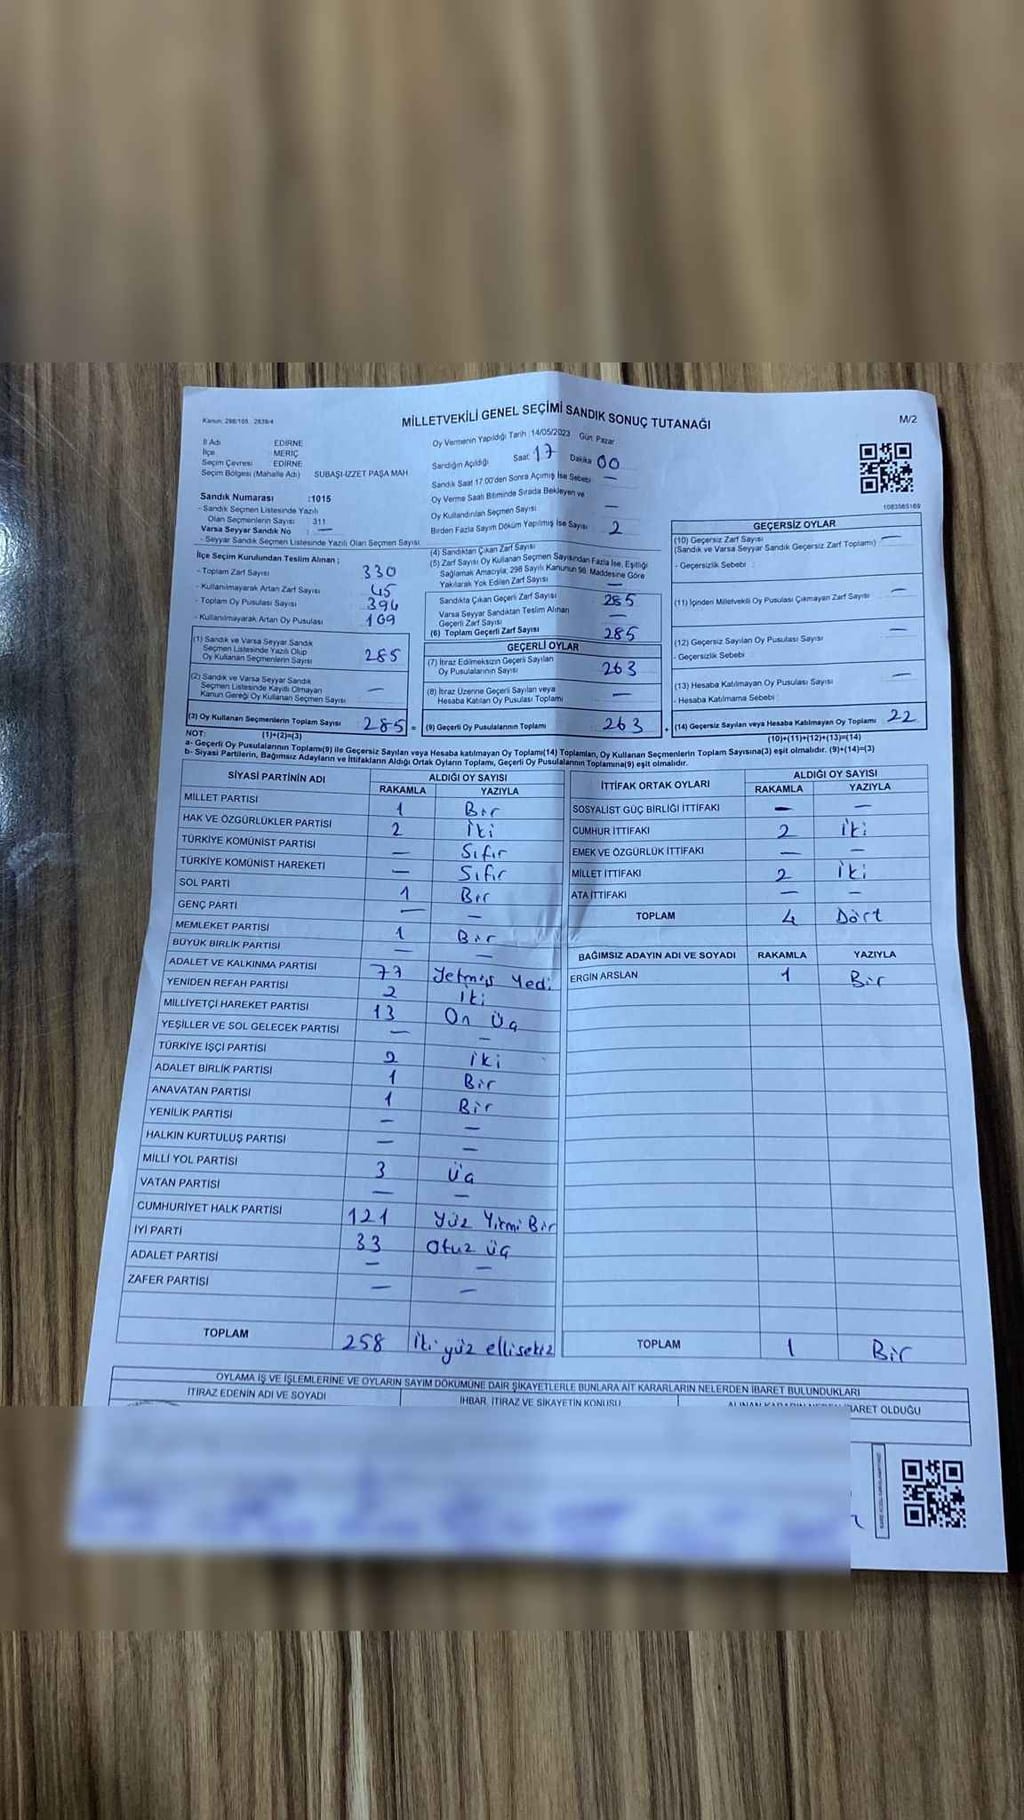 MİLLETVEKİLİ GENEL SEÇİMİ SANDIK SONUÇ TUTANAĞI
M/2
Kanun: 298/105 2839/4
İl Adı EDİRNE
İlçe MERİÇ
Seçim Çevresi EDİRNE
Seçim Bölgesi (Mahalle Adı) SUBAŞI-İZZET PAŞA MAH
Sandık Numarası :1015
- Sandık Seçmen Listesinde Yazılı
Olan Seçmenlerin Sayısı 311
Varsa Seyyar Sandık No : —
- Seyyar Sandık Seçmen Listesinde Yazılı Olan Seçmen Sayısı
Oy Vermenin Yapıldığı Tarih :14/05/2023 Gün: Pazar
Sandığın Açıldığı Saat 17 Dakika 00
Sandık Saat 17.00'den Sonra Açılmış İse Sebebi —
Oy Verme Saati Bitiminde Sırada Bekleyen ve
Oy Kullandırılan Seçmen Sayısı —
Birden Fazla Sayım Döküm Yapılmış İse Sayısı 2
1083565169
İlçe Seçim Kurulundan Teslim Alınan ;
- Toplam Zarf Sayısı 330
- Kullanılmayarak Artan Zarf Sayısı 45
- Toplam Oy Pusulası Sayısı 394
- Kullanılmayarak Artan Oy Pusulası 109
(1) Sandık ve Varsa Seyyar Sandık
Seçmen Listesinde Yazılı Olup
Oy Kullanan Seçmenlerin Sayısı 285
(2) Sandık ve Varsa Seyyar Sandık
Seçmen Listesinde Kayıtlı Olmayan
Kanun Gereği Oy Kullanan Seçmen Sayısı —
(3) Oy Kullanan Seçmenlerin Toplam Sayısı 285 =
(1)+(2)=(3)
(4) Sandıktan Çıkan Zarf Sayısı
(5) Zarf Sayısı Oy Kullanan Seçmen Sayısından Fazla İse, Eşitliği
Sağlamak Amacıyla; 298 Sayılı Kanunun 98. Maddesine Göre
Yakılarak Yok Edilen Zarf Sayısı —
Sandıkta Çıkan Geçerli Zarf Sayısı 285
Varsa Seyyar Sandıktan Teslim Alınan
Geçerli Zarf Sayısı —
(6) Toplam Geçerli Zarf Sayısı 285
GEÇERLİ OYLAR
(7) İtiraz Edilmeksizin Geçerli Sayılan
Oy Pusulalarının Sayısı 263
(8) İtiraz Üzerine Geçerli Sayılan veya
Hesaba Katılan Oy Pusulası Toplamı —
(9) Geçerli Oy Pusulalarının Toplamı 263 +
GEÇERSİZ OYLAR
(10) Geçersiz Zarf Sayısı —
(Sandık ve Varsa Seyyar Sandık Geçersiz Zarf Toplamı)
- Geçersizlik Sebebi :
(11) İçinden Milletvekili Oy Pusulası Çıkmayan Zarf Sayısı —
(12) Geçersiz Sayılan Oy Pusulası Sayısı —
- Geçersizlik Sebebi :
(13) Hesaba Katılmayan Oy Pusulası Sayısı —
- Hesaba Katılmama Sebebi :
(14) Geçersiz Sayılan veya Hesaba Katılmayan Oy Toplamı 22
(10)+(11)+(12)+(13)=(14)
NOT:
a- Geçerli Oy Pusulalarının Toplamı(9) ile Geçersiz Sayılan veya Hesaba katılmayan Oy Toplamı(14) Toplamları, Oy Kullanan Seçmenlerin Toplam Sayısına(3) eşit olmalıdır. (9)+(14)=(3)
b- Siyasi Partilerin, Bağımsız Adayların ve İttifakların Aldığı Ortak Oyların Toplamı, Geçerli Oy Pusulalarının Toplamına(9) eşit olmalıdır.
SİYASİ PARTİNİN ADI ALDIĞI OY SAYISI
RAKAMLA YAZIYLA
MİLLET PARTİSİ 1 Bir
HAK VE ÖZGÜRLÜKLER PARTİSİ 2 İki
TÜRKİYE KOMÜNİST PARTİSİ — Sıfır
TÜRKİYE KOMÜNİST HAREKETİ — Sıfır
SOL PARTİ 1 Bir
GENÇ PARTİ — —
MEMLEKET PARTİSİ 1 Bir
BÜYÜK BİRLİK PARTİSİ — —
ADALET VE KALKINMA PARTİSİ 77 Yetmiş Yedi
YENİDEN REFAH PARTİSİ 2 İki
MİLLİYETÇİ HAREKET PARTİSİ 13 On Üç
YEŞİLLER VE SOL GELECEK PARTİSİ — —
TÜRKİYE İŞÇİ PARTİSİ 2 İki
ADALET BİRLİK PARTİSİ 1 Bir
ANAVATAN PARTİSİ 1 Bir
YENİLİK PARTİSİ — —
HALKIN KURTULUŞ PARTİSİ — —
MİLLİ YOL PARTİSİ 3 Üç
VATAN PARTİSİ — —
CUMHURİYET HALK PARTİSİ 121 Yüz Yirmi Bir
İYİ PARTİ 33 Otuz Üç
ADALET PARTİSİ — —
ZAFER PARTİSİ — —
TOPLAM 258 İki yüz ellisekiz
İTTİFAK ORTAK OYLARI ALDIĞI OY SAYISI
RAKAMLA YAZIYLA
SOSYALİST GÜÇ BİRLİĞİ İTTİFAKI — —
CUMHUR İTTİFAKI 2 İki
EMEK VE ÖZGÜRLÜK İTTİFAKI — —
MİLLET İTTİFAKI 2 İki
ATA İTTİFAKI — —
TOPLAM 4 Dört
BAĞIMSIZ ADAYIN ADI VE SOYADI RAKAMLA YAZIYLA
ERGİN ARSLAN 1 Bir
TOPLAM 1 Bir
OYLAMA İŞ VE İŞLEMLERİNE VE OYLARIN SAYIM DÖKÜMÜNE DAİR ŞİKAYETLERLE BUNLARA AİT KARARLARIN NELERDEN İBARET BULUNDUKLARI
İTİRAZ EDENİN ADI VE SOYADI
İHBAR, İTİRAZ VE ŞİKAYETİN KONUSU
İBARET OLDUĞU